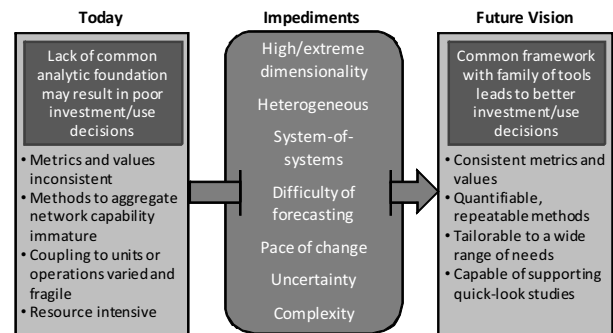 Today
Lack of common
analytic foundation
may result in poor
investment/use
decisions
• Metrics and values
inconsistent
• Methods to aggregate
network capability
immature
• Coupling to units or
operations varied and
fragile
• Resource intensive
Impediments
High/extreme
dimensionality
Heterogeneous
System-of-
systems
Difficulty of
forecasting
Pace of change
Uncertainty
Complexity
Future Vision
Common framework
with family of tools
leads to better
investment/use
decisions
• Consistent metrics and
values
• Quantifiable,
repeatable methods
• Tailorable to a wide
range of needs
• Capable of supporting
quick-look studies